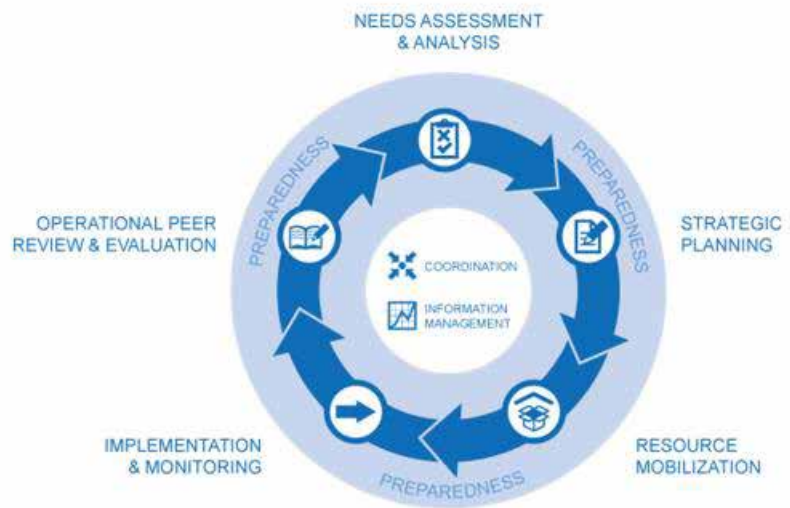 NEEDS ASSESSMENT
& ANALYSIS
PREPAREDNESS
PREPAREDNESS
OPERATIONAL PEER
REVIEW & EVALUATION
STRATEGIC
PLANNING
COORDINATION
INFORMATION
MANAGEMENT
IMPLEMENTATION
& MONITORING
RESOURCE
MOBILIZATION
PREPAREDNESS